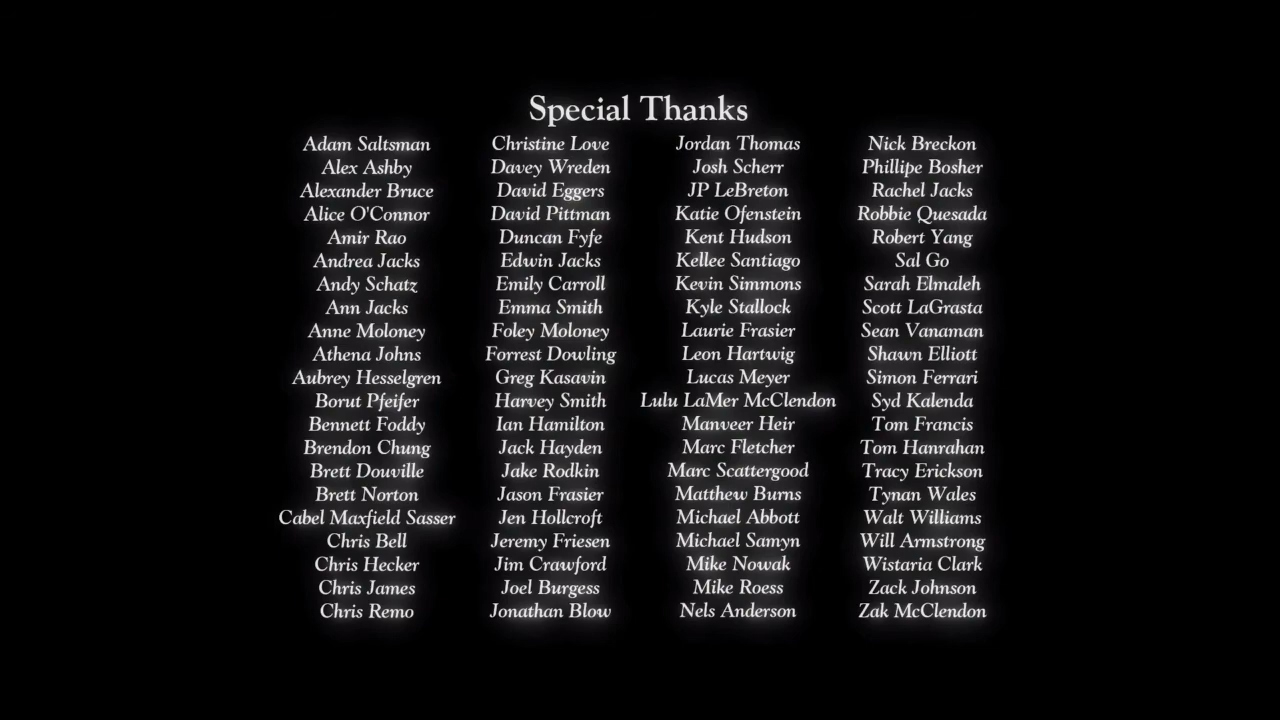 Special Thanks
Adam Saltsman
Alex Ashby
Alexander Bruce
Alice O'Connor
Amir Rao
Andrea Jacks
Andy Schatz
Ann Jacks
Anne Moloney
Athena Johns
Aubrey Hesselgren
Borut Pfeifer
Bennett Foddy
Brendon Chung
Brett Douville
Brett Norton
Cabel Maxfield Sasser
Chris Bell
Chris Hecker
Chris James
Chris Remo
Christine Love
Davey Wreden
David Eggers
David Pittman
Duncan Fyfe
Edwin Jacks
Emily Carroll
Emma Smith
Foley Moloney
Forrest Dowling
Greg Kasavin
Harvey Smith
Ian Hamilton
Jack Hayden
Jake Rodkin
Jason Frasier
Jen Hollcroft
Jeremy Friesen
Jim Crawford
Joel Burgess
Jonathan Blow
Jordan Thomas
Josh Scherr
JP LeBreton
Katie Ofenstein
Kent Hudson
Kellee Santiago
Kevin Simmons
Kyle Stallock
Laurie Frasier
Leon Hartwig
Lucas Meyer
Lulu LaMer McClendon
Manveer Heir
Marc Fletcher
Marc Scattergood
Matthew Burns
Michael Abbott
Michael Samyn
Mike Nowak
Mike Roess
Nels Anderson
Nick Breckon
Phillipe Bosher
Rachel Jacks
Robbie Quesada
Robert Yang
Sal Go
Sarah Elmaleh
Scott LaGrasta
Sean Vanaman
Shawn Elliott
Simon Ferrari
Syd Kalenda
Tom Francis
Tom Hanrahan
Tracy Erickson
Tynan Wales
Walt Williams
Will Armstrong
Wistaria Clark
Zack Johnson
Zak McClendon